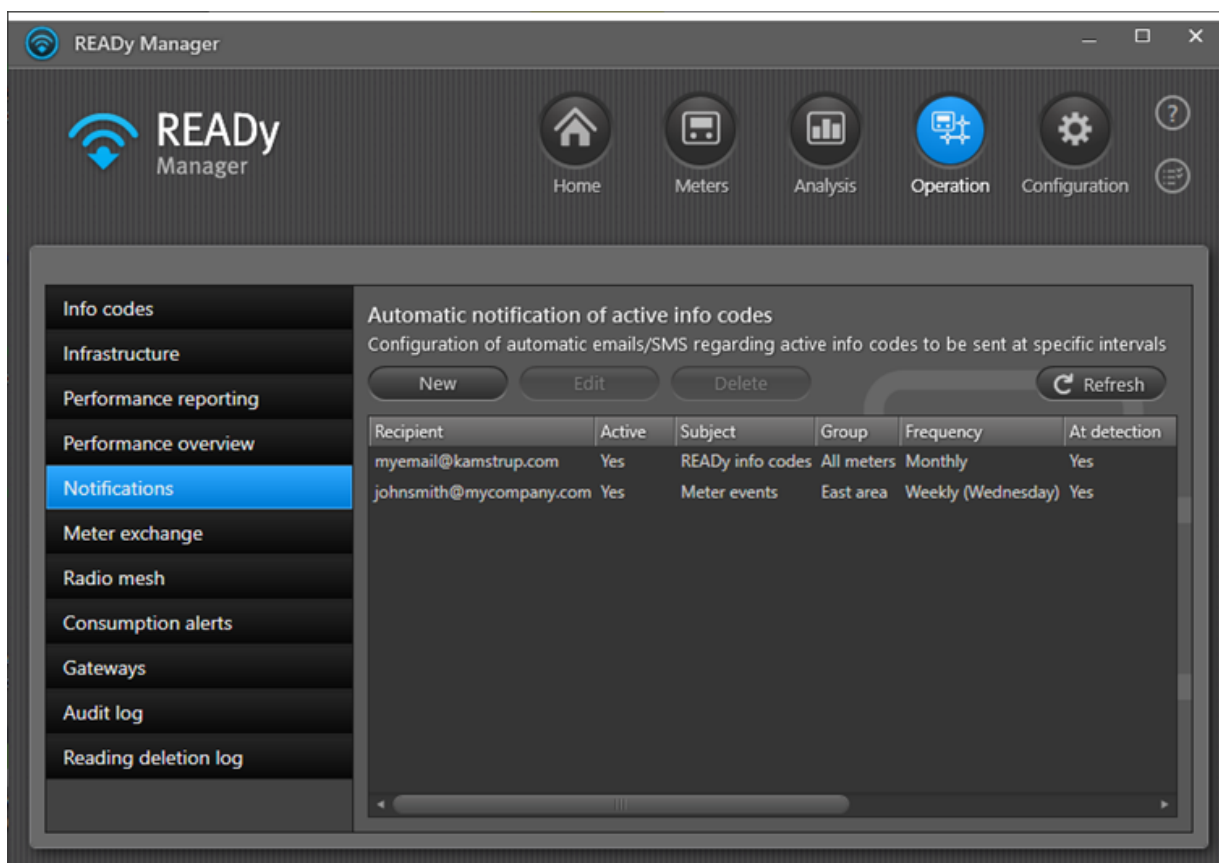 READy Manager
READy
Manager
Home Meters Analysis Operation Configuration
?
Info codes
Infrastructure
Performance reporting
Performance overview
Notifications
Meter exchange
Radio mesh
Consumption alerts
Gateways
Audit log
Reading deletion log
Automatic notification of active info codes
Configuration of automatic emails/SMS regarding active info codes to be sent at specific intervals
New Edit Delete Refresh
Recipient Active Subject Group Frequency At detection
myemail@kamstrup.com Yes READy info codes All meters Monthly Yes
johnsmith@mycompany.com Yes Meter events East area Weekly (Wednesday) Yes